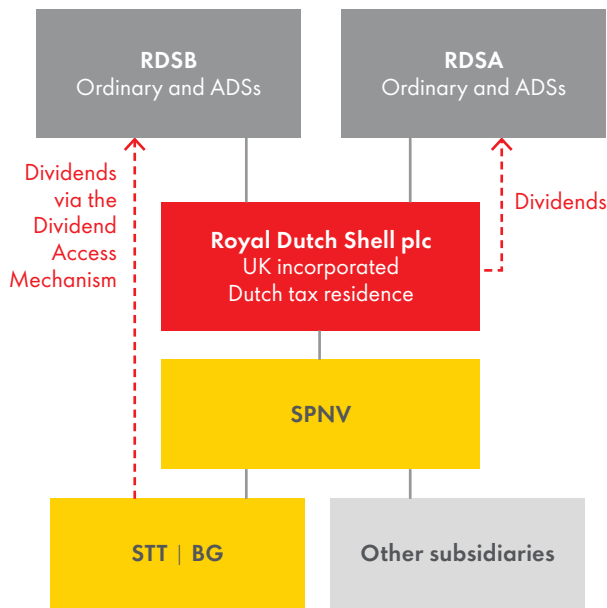 RDSB
Ordinary and ADSs
RDSA
Ordinary and ADSs
Dividends
via the
Dividend
Access
Mechanism
Dividends
Royal Dutch Shell plc
UK incorporated
Dutch tax residence
SPNV
STT | BG
Other subsidiaries